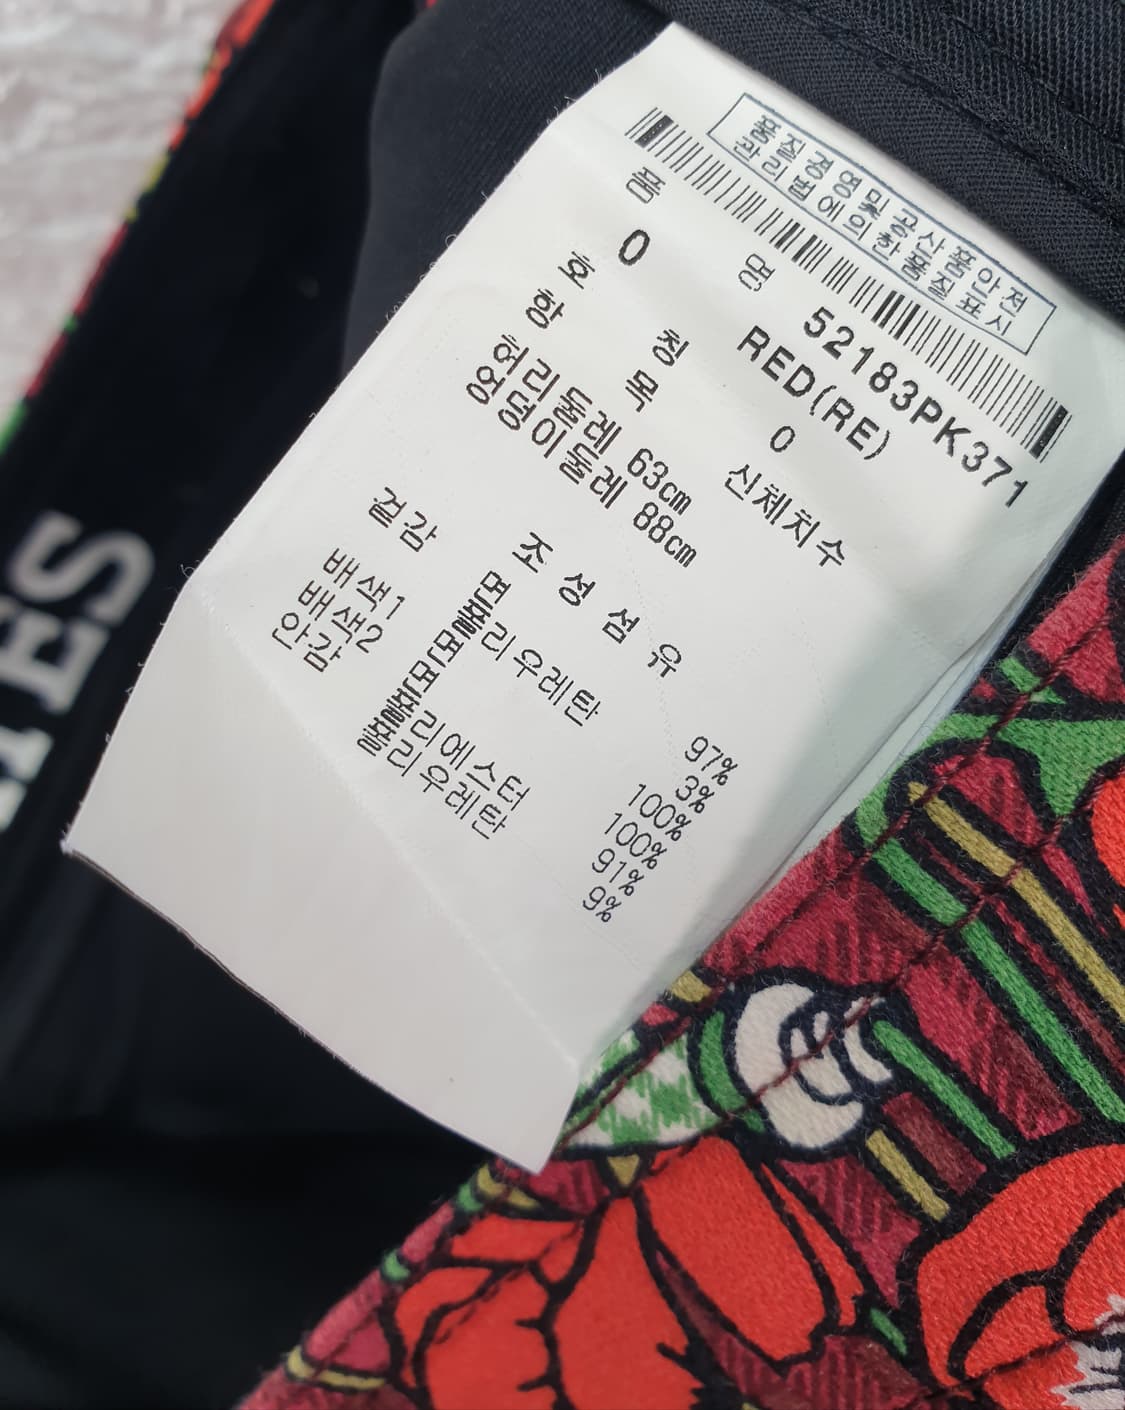 품질경영및공산품안전
관리법에의한품질표시
품 명 52183PK371
0 RED(RE)
호 칭 0
항 목 신체치수
허리둘레 63cm
엉덩이둘레 88cm
조성섬유
겉감 면 97%
폴리우레탄 3%
배색1 면 100%
배색2 면 100%
안감 폴리에스터 91%
폴리우레탄 9%